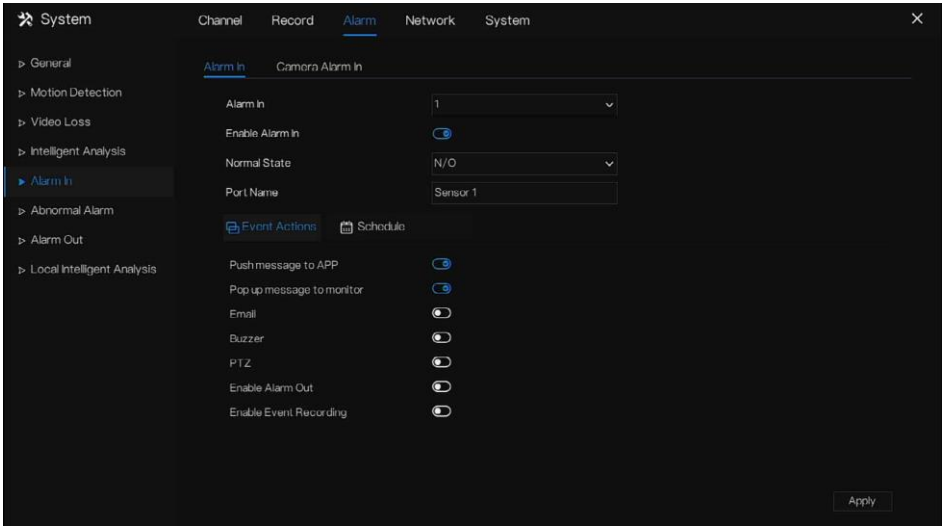 System
Channel Record Alarm Network System
General
Motion Detection
Video Loss
Intelligent Analysis
Alarm In
Abnormal Alarm
Alarm Out
Local Intelligent Analysis
Alarm In Camera Alarm In
Alarm In 1
Enable Alarm In
Normal State N/O
Port Name Sensor 1
Event Actions Schedule
Push message to APP
Pop up message to monitor
Email
Buzzer
PTZ
Enable Alarm Out
Enable Event Recording
Apply